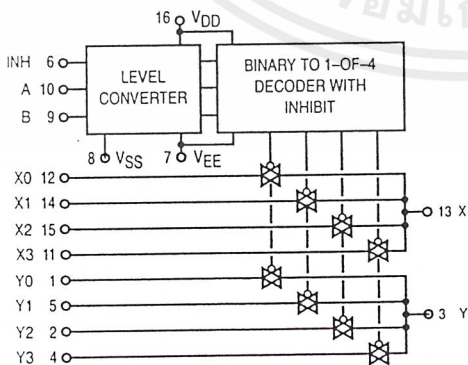 16 VDD
INH 6
A 10
B 9
LEVEL CONVERTER
BINARY TO 1-OF-4 DECODER WITH INHIBIT
8 VSS
7 VEE
X0 12
X1 14
X2 15
X3 11
13 X
Y0 1
Y1 5
Y2 2
Y3 4
3 Y